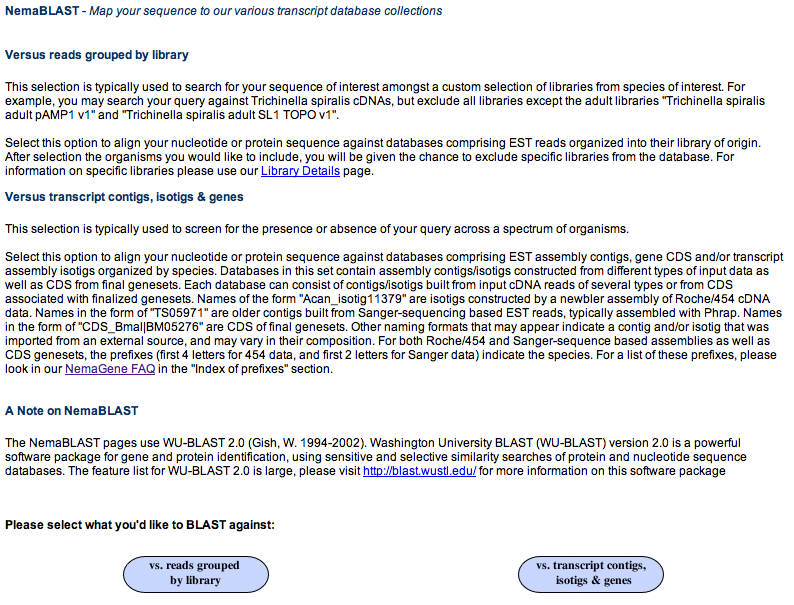 NemaBLAST - Map your sequence to our various transcript database collections
Versus reads grouped by library
This selection is typically used to search for your sequence of interest amongst a custom selection of libraries from species of interest. For
example, you may search your query against Trichinella spiralis cDNAs, but exclude all libraries except the adult libraries "Trichinella spiralis
adult pAMP1 v1" and "Trichinella spiralis adult SL1 TOPO v1".
Select this option to align your nucleotide or protein sequence against databases comprising EST reads organized into their library of origin.
After selection the organisms you would like to include, you will be given the chance to exclude specific libraries from the database. For
information on specific libraries please use our Library Details page.
Versus transcript contigs, isotigs & genes
This selection is typically used to screen for the presence or absence of your query across a spectrum of organisms.
Select this option to align your nucleotide or protein sequence against databases comprising EST assembly contigs, gene CDS and/or transcript
assembly isotigs organized by species. Databases in this set contain assembly contigs/isotigs constructed from different types of input data as
well as CDS from final genesets. Each database can consist of contigs/isotigs built from input cDNA reads of several types or from CDS
associated with finalized genesets. Names of the form "Acan_isotig11379" are isotigs constructed by a newbler assembly of Roche/454 cDNA
data. Names in the form of "TS05971" are older contigs built from Sanger-sequencing based EST reads, typically assembled with Phrap. Names
in the form of "CDS_Bmal|BM05276" are CDS of final genesets. Other naming formats that may appear indicate a contig and/or isotig that was
imported from an external source, and may vary in their composition. For both Roche/454 and Sanger-sequence based assemblies as well as
CDS genesets, the prefixes (first 4 letters for 454 data, and first 2 letters for Sanger data) indicate the species. For a list of these prefixes, please
look in our NemaGene FAQ in the "Index of prefixes" section.
A Note on NemaBLAST
The NemaBLAST pages use WU-BLAST 2.0 (Gish, W. 1994-2002). Washington University BLAST (WU-BLAST) version 2.0 is a powerful
software package for gene and protein identification, using sensitive and selective similarity searches of protein and nucleotide sequence
databases. The feature list for WU-BLAST 2.0 is large, please visit http://blast.wustl.edu/ for more information on this software package
Please select what you'd like to BLAST against:
vs. reads grouped
by library
vs. transcript contigs,
isotigs & genes